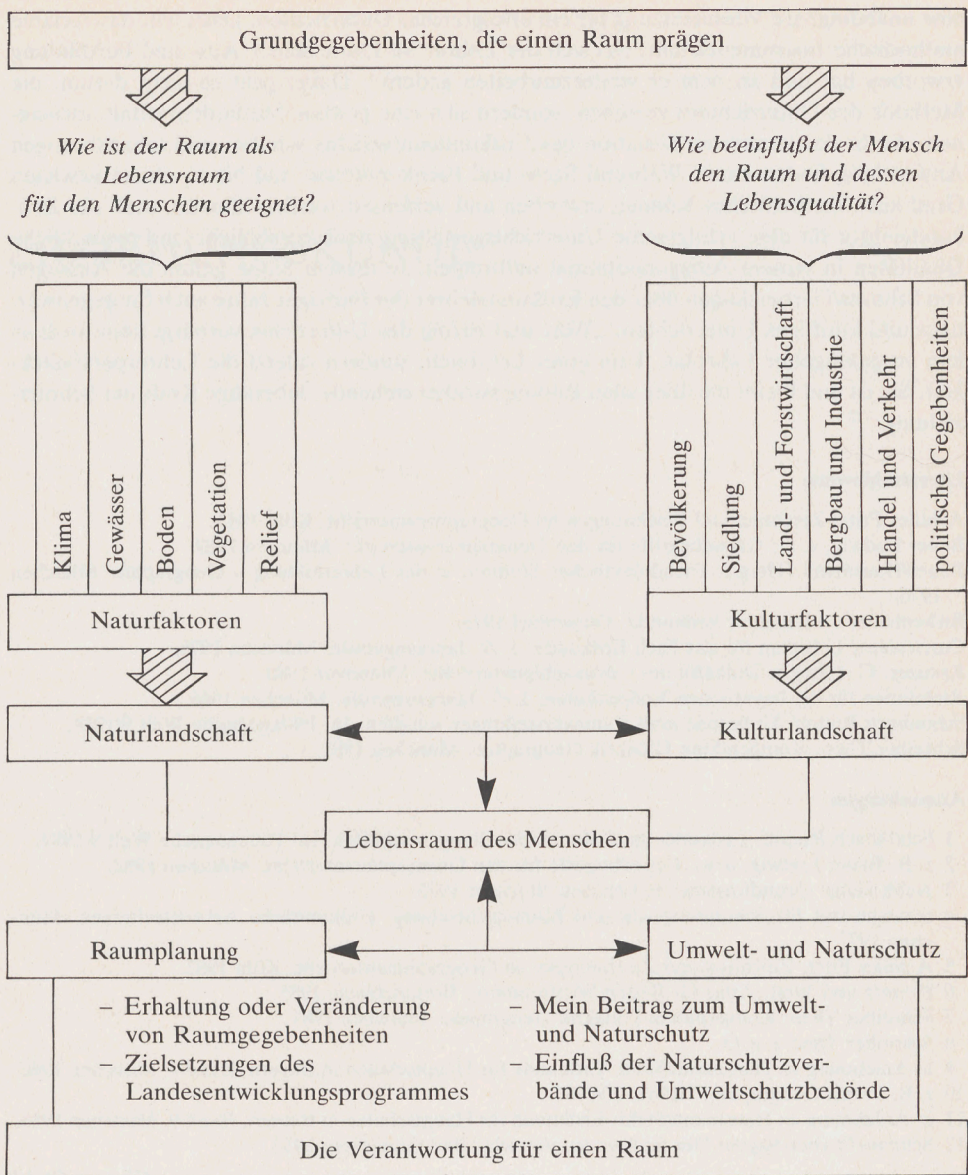 Grundgegebenheiten, die einen Raum prägen
Wie ist der Raum als
Lebensraum
für den Menschen geeignet?
Wie beeinflußt der Mensch
den Raum und dessen
Lebensqualität?
Klima
Gewässer
Boden
Vegetation
Relief
Bevölkerung
Siedlung
Land- und Forstwirtschaft
Bergbau und Industrie
Handel und Verkehr
politische Gegebenheiten
Naturfaktoren
Kulturfaktoren
Naturlandschaft
Kulturlandschaft
Lebensraum des Menschen
Raumplanung
Umwelt- und Naturschutz
– Erhaltung oder Veränderung
von Raumgegebenheiten
– Zielsetzungen des
Landesentwicklungsprogrammes
– Mein Beitrag zum Umwelt-
und Naturschutz
– Einfluß der Naturschutzver-
bände und Umweltschutzbehörde
Die Verantwortung für einen Raum